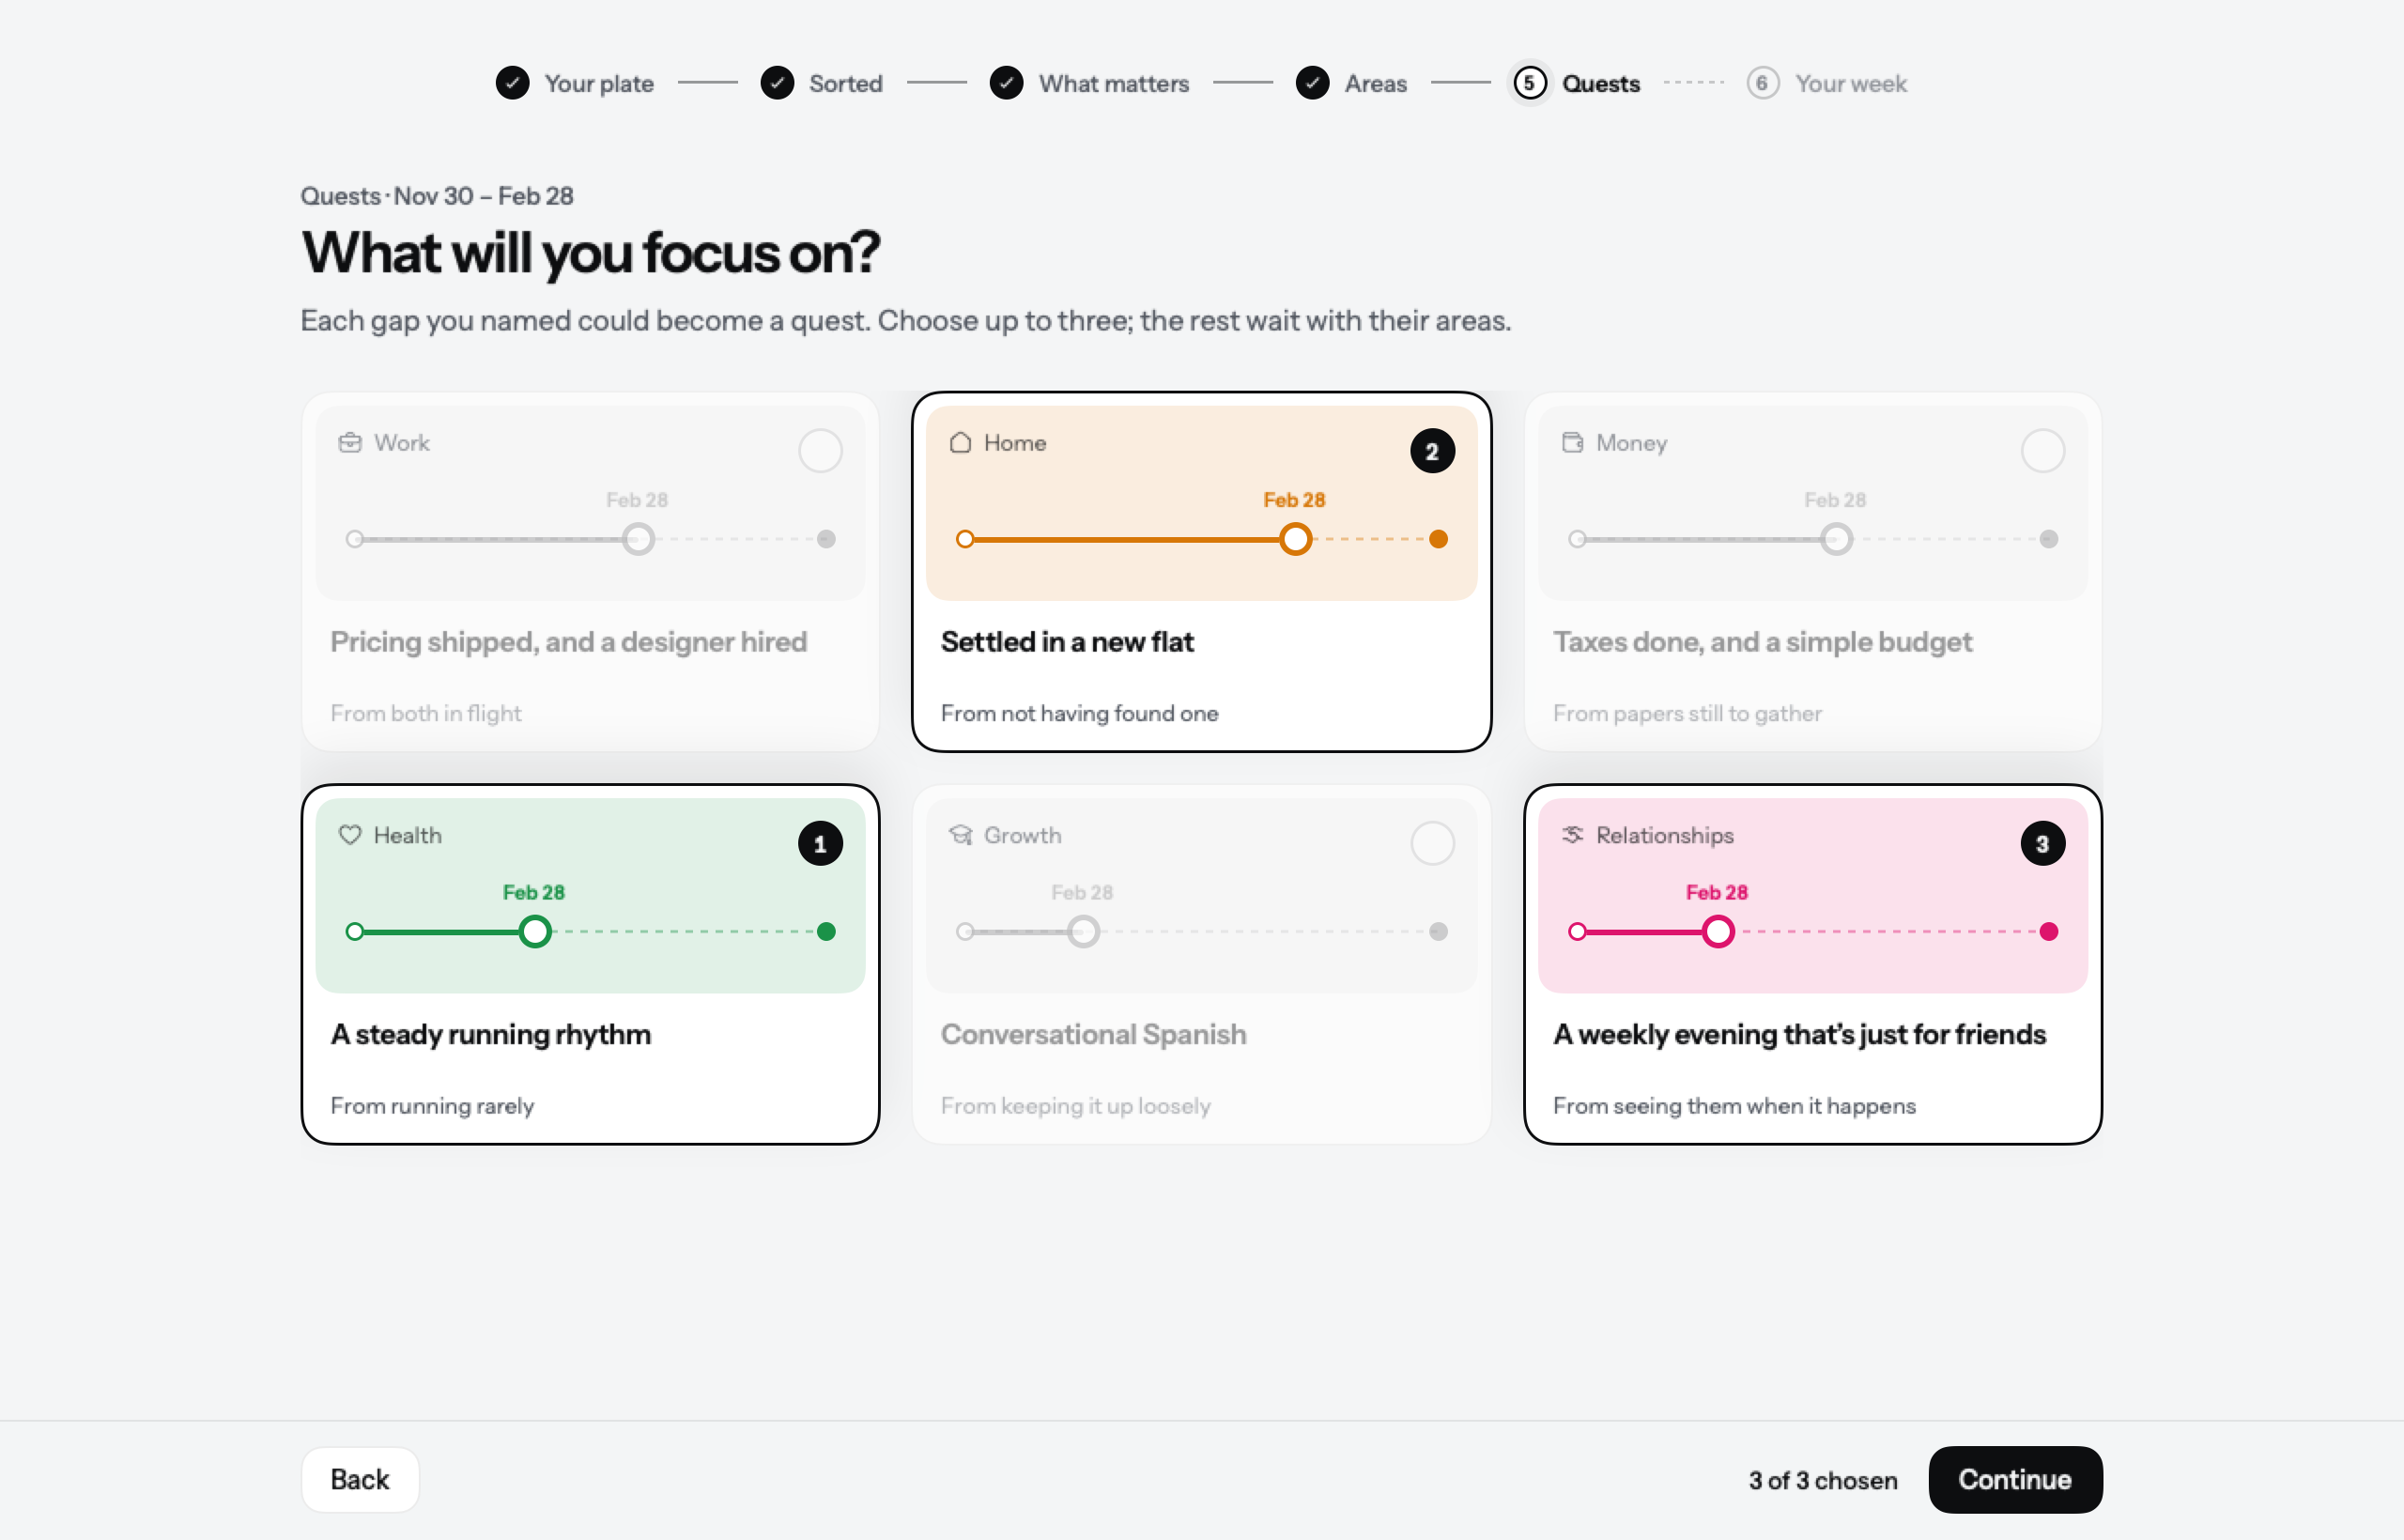 Your plate
Sorted
What matters
Areas
5 Quests
6 Your week
Quests · Nov 30 – Feb 28
What will you focus on?
Each gap you named could become a quest. Choose up to three; the rest wait with their areas.
Work
Feb 28
Pricing shipped, and a designer hired
From both in flight
Home
2
Feb 28
Settled in a new flat
From not having found one
Money
Feb 28
Taxes done, and a simple budget
From papers still to gather
Health
1
Feb 28
A steady running rhythm
From running rarely
Growth
Feb 28
Conversational Spanish
From keeping it up loosely
Relationships
3
Feb 28
A weekly evening that’s just for friends
From seeing them when it happens
Back
3 of 3 chosen
Continue